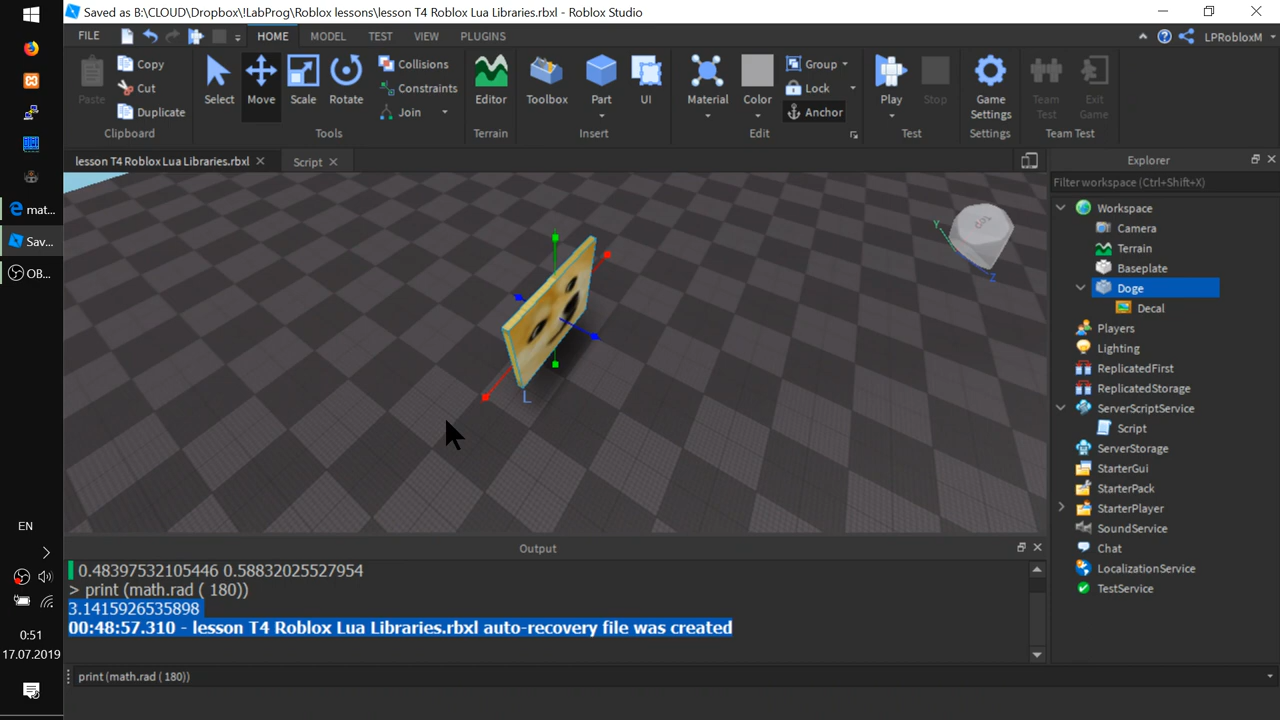 Saved as B:\CLOUD\Dropbox\!LabProg\Roblox lessons\lesson T4 Roblox Lua Libraries.rbxl - Roblox Studio
FILE
HOME
MODEL
TEST
VIEW
PLUGINS
LPRobloxM
Paste
Copy
Cut
Duplicate
Clipboard
Select
Move
Scale
Rotate
Collisions
Constraints
Join
Tools
Editor
Terrain
Toolbox
Part
UI
Insert
Material
Color
Group
Lock
Anchor
Edit
Play
Stop
Test
Game
Settings
Settings
Team
Test
Exit
Game
Team Test
lesson T4 Roblox Lua Libraries.rbxl
Script
Explorer
Filter workspace (Ctrl+Shift+X)
Workspace
Camera
Terrain
Baseplate
Doge
Decal
Players
Lighting
ReplicatedFirst
ReplicatedStorage
ServerScriptService
Script
ServerStorage
StarterGui
StarterPack
StarterPlayer
SoundService
Chat
LocalizationService
TestService
Y
Z
L
Output
0.48397532105446 0.58832025527954
> print (math.rad ( 180))
3.1415926535898
00:48:57.310 - lesson T4 Roblox Lua Libraries.rbxl auto-recovery file was created
print (math.rad ( 180))
mat...
Sav...
OB...
EN
0:51
17.07.2019